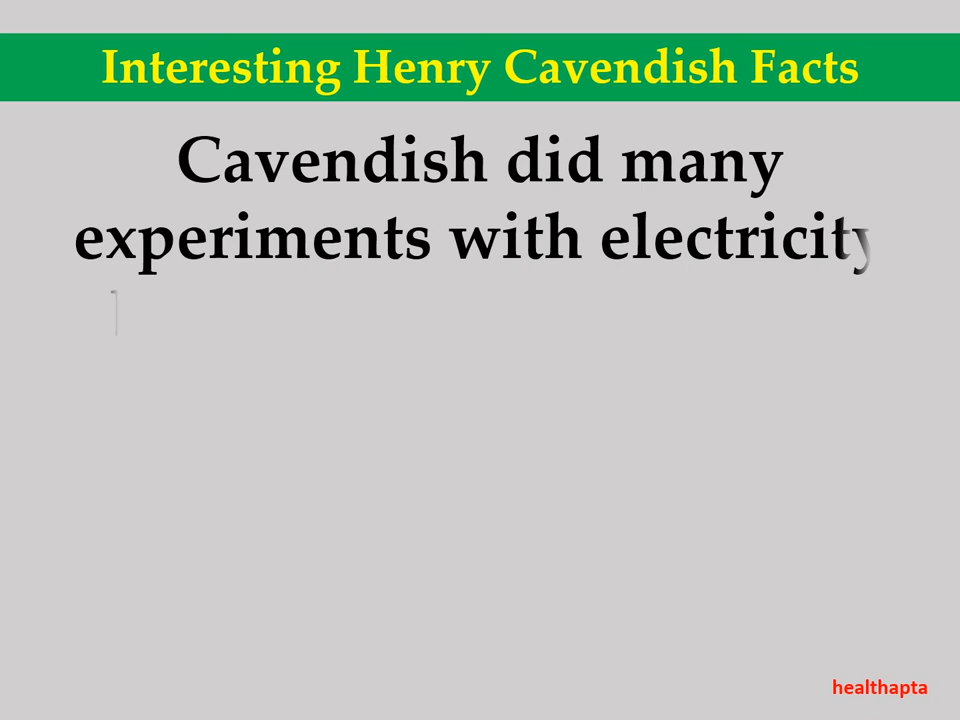 Interesting Henry Cavendish Facts
Cavendish did many
experiments with electricity
healthapta